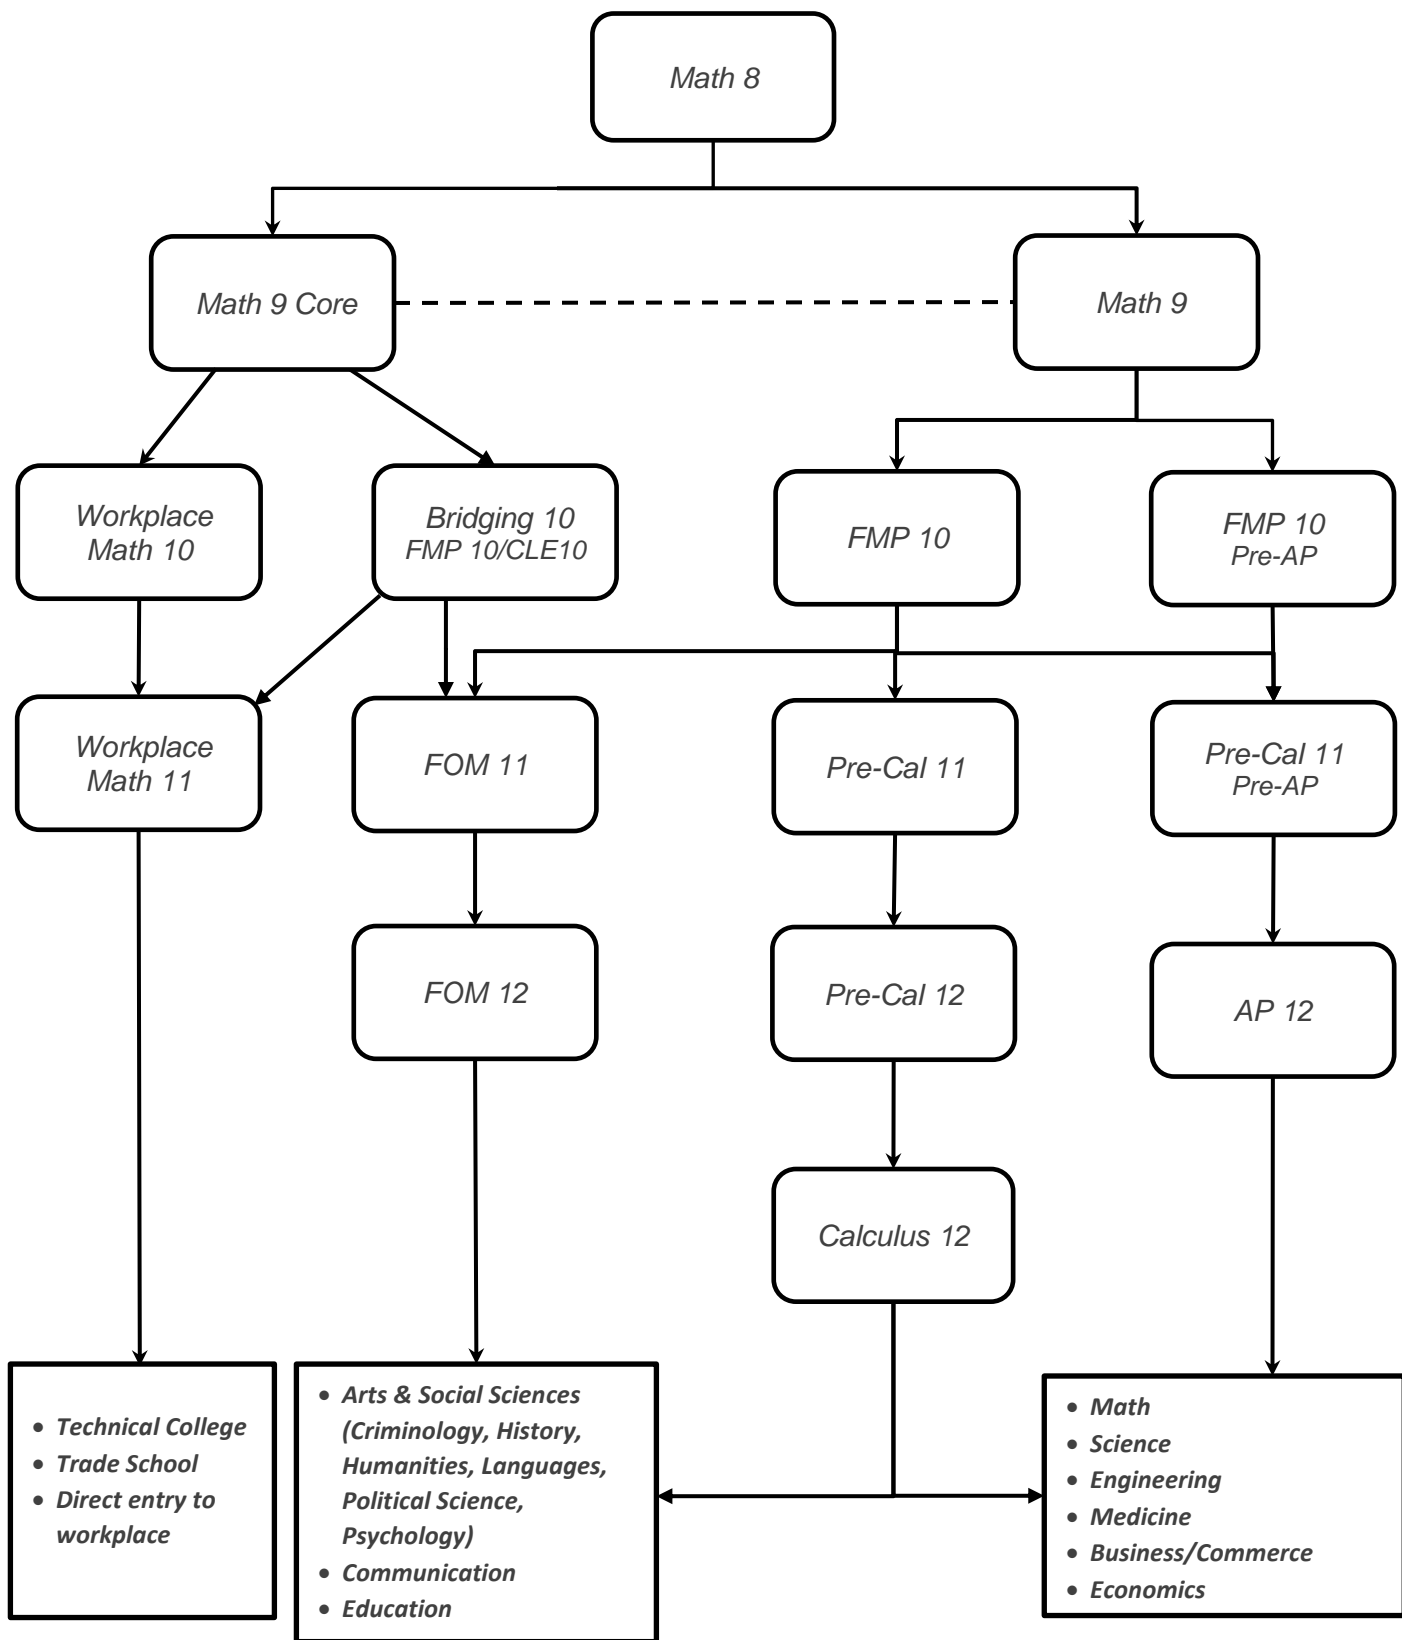 Math 8
Math 9 Core
Math 9
Workplace
Math 10
Bridging 10
FMP 10/CLE10
FMP 10
FMP 10
Pre-AP
Workplace
Math 11
FOM 11
Pre-Cal 11
Pre-Cal 11
Pre-AP
FOM 12
Pre-Cal 12
AP 12
Calculus 12
• Technical College
• Trade School
• Direct entry to
workplace
• Arts & Social Sciences
(Criminology, History,
Humanities, Languages,
Political Science,
Psychology)
• Communication
• Education
• Math
• Science
• Engineering
• Medicine
• Business/Commerce
• Economics